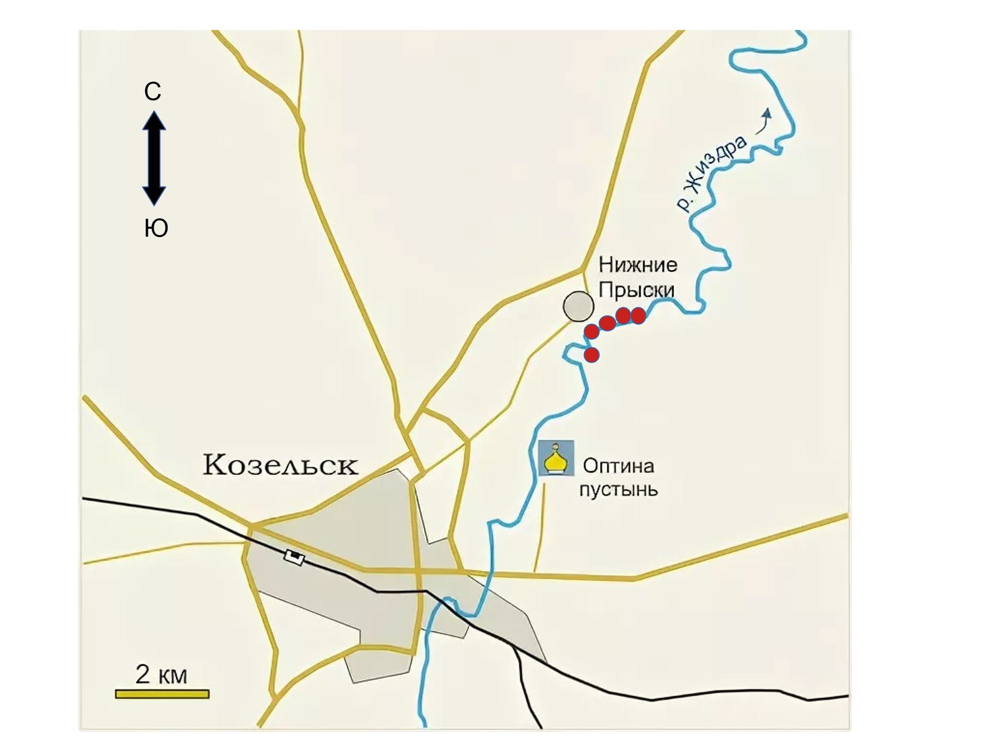 С
Ю
р. Жиздра
Нижние
Прыски
Козельск
Оптина
пустынь
2 км